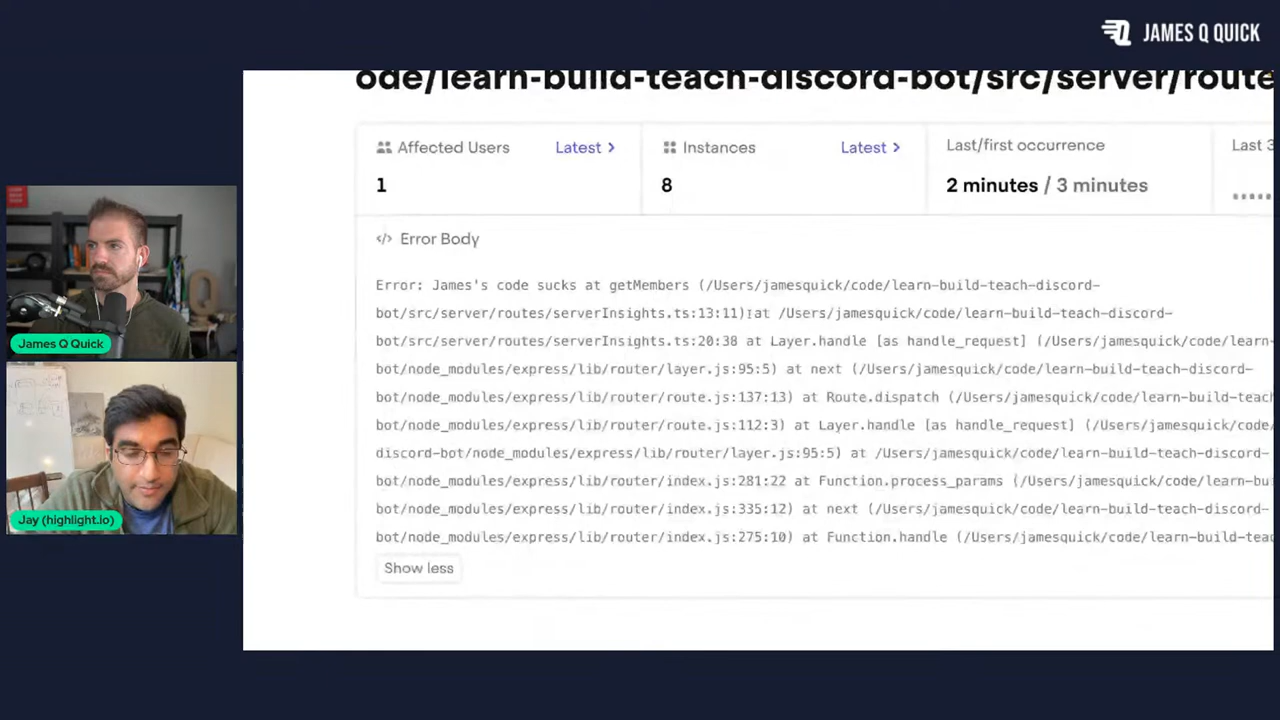 JAMES Q QUICK
ode/learn-build-teach-discord-bot/src/server/route
Affected Users
Latest >
1
Instances
Latest >
8
Last/first occurrence
2 minutes / 3 minutes
Last 3
</> Error Body
Error: James's code sucks at getMembers (/Users/jamesquick/code/learn-build-teach-discord-
bot/src/server/routes/serverInsights.ts:13:11) at /Users/jamesquick/code/learn-build-teach-discord-
bot/src/server/routes/serverInsights.ts:20:38 at Layer.handle [as handle_request] (/Users/jamesquick/code/learn-
bot/node_modules/express/lib/router/layer.js:95:5) at next (/Users/jamesquick/code/learn-build-teach-discord-
bot/node_modules/express/lib/router/route.js:137:13) at Route.dispatch (/Users/jamesquick/code/learn-build-tech
bot/node_modules/express/lib/router/route.js:112:3) at Layer.handle [as handle_request] (/Users/jamesquick/code/learn-build-
discord-bot/node_modules/express/lib/router/layer.js:95:5) at /Users/jamesquick/code/learn-build-teach-discord-
bot/node_modules/express/lib/router/index.js:281:22 at Function.process_params (/Users/jamesquick/code/learn-
bot/node_modules/express/lib/router/index.js:335:12) at next (/Users/jamesquick/code/learn-build-teach-discord-
bot/node_modules/express/lib/router/index.js:275:10) at Function.handle (/Users/jamesquick/code/learn-build-tea
Show less
James Q Quick
Jay (highlight.io)